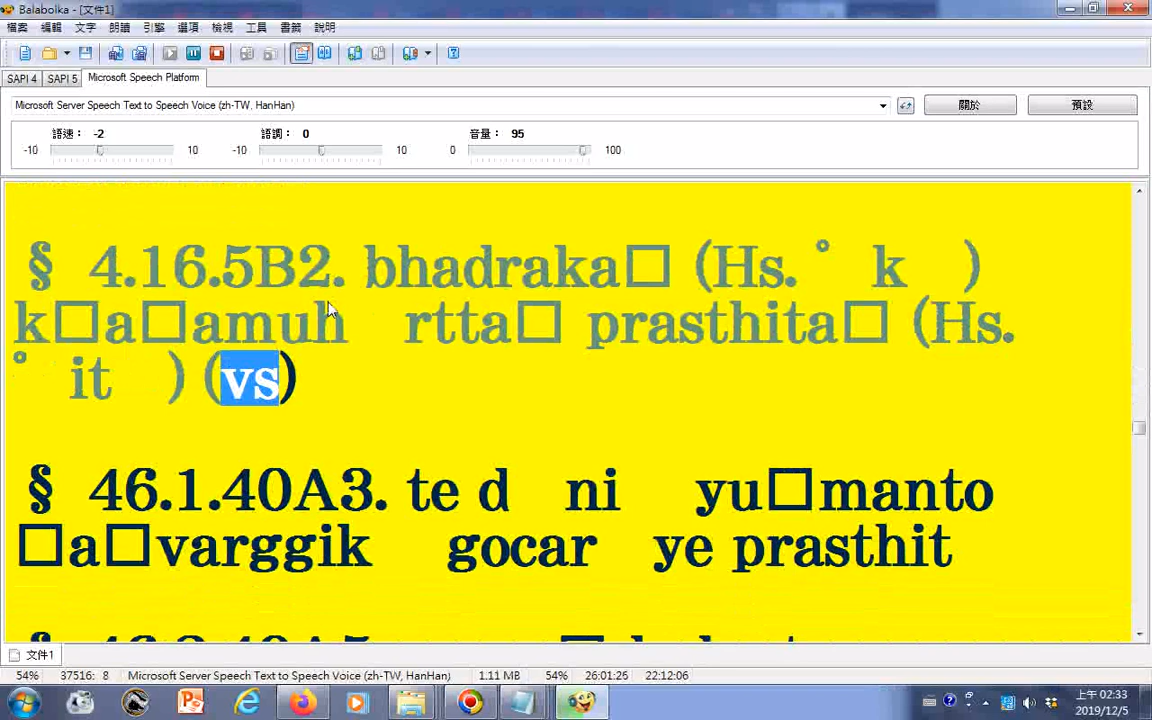 Balabolka - [文件1]
檔案 編輯 文字 朗讀 引擎 選項 檢視 工具 書籤 說明
SAPI 4 SAPI 5 Microsoft Speech Platform
Microsoft Server Speech Text to Speech Voice (zh-TW, HanHan) 關於 預設
語速： -2 語調： 0 音量： 95
-10 10 -10 10 0 100
§ 4.16.5B2. bhadraka□ (Hs. ° k )
k□a□amuh rtta□ prasthita□ (Hs.
° it ) (vs)
§ 46.1.40A3. te d ni yu□manto
□a□varggik gocar ye prasthit
文件1
54% 37516: 8 Microsoft Server Speech Text to Speech Voice (zh-TW, HanHan) 1.11 MB 54% 26:01:26 22:12:06
上午 02:33
2019/12/5